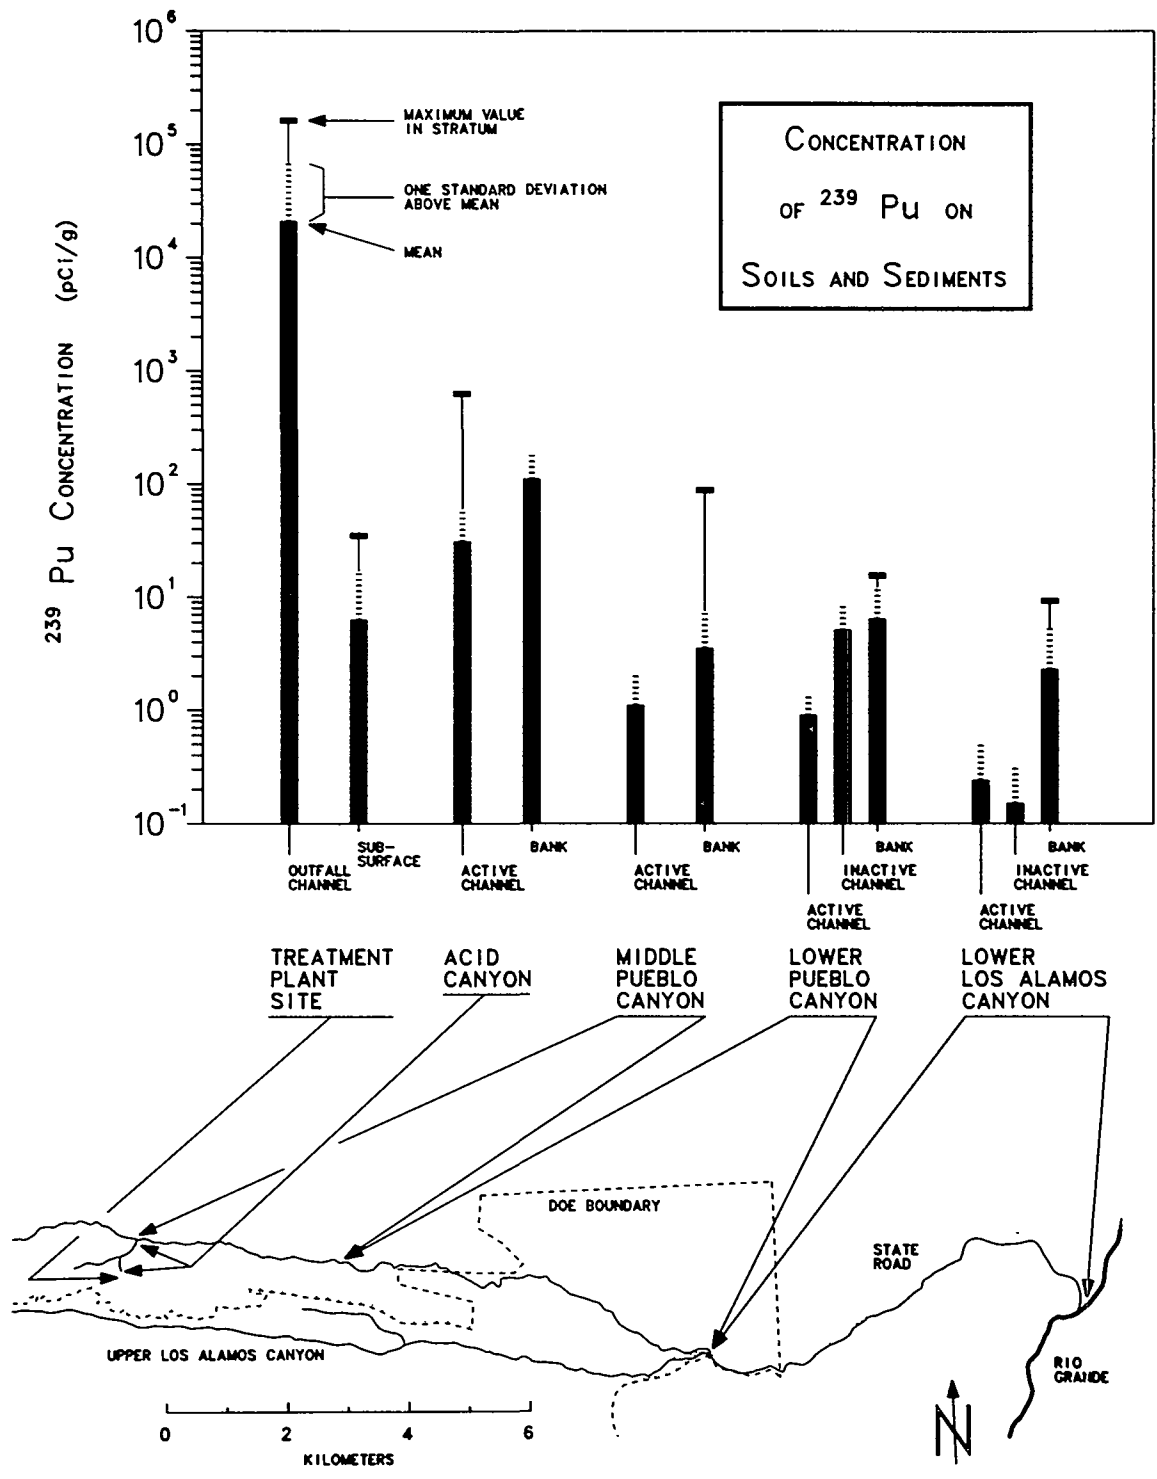 10^6
10^5
10^4
10^3
10^2
10^1
10^0
10^-1
239 Pu CONCENTRATION (pCi/g)
MAXIMUM VALUE
IN STRATUM
ONE STANDARD DEVIATION
ABOVE MEAN
MEAN
CONCENTRATION
OF 239 Pu ON
SOILS AND SEDIMENTS
OUTFALL
CHANNEL
SUB-
SURFACE
ACTIVE
CHANNEL
BANK
ACTIVE
CHANNEL
BANK
ACTIVE
CHANNEL
INACTIVE
CHANNEL
BANK
ACTIVE
CHANNEL
INACTIVE
CHANNEL
BANK
TREATMENT
PLANT
SITE
ACID
CANYON
MIDDLE
PUEBLO
CANYON
LOWER
PUEBLO
CANYON
LOWER
LOS ALAMOS
CANYON
DOE BOUNDARY
STATE
ROAD
UPPER LOS ALAMOS CANYON
RIO
GRANDE
N
0 2 4 6
KILOMETERS